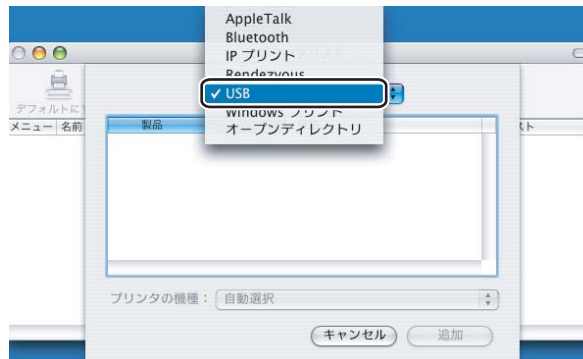 AppleTalk
Bluetooth
IP プリント
Rendezvous
✓ USB
Windows プリント
オープンディレクトリ
デフォルトに
メニュー 名前
製品
スト
プリンタの機種： 自動選択
キャンセル 追加